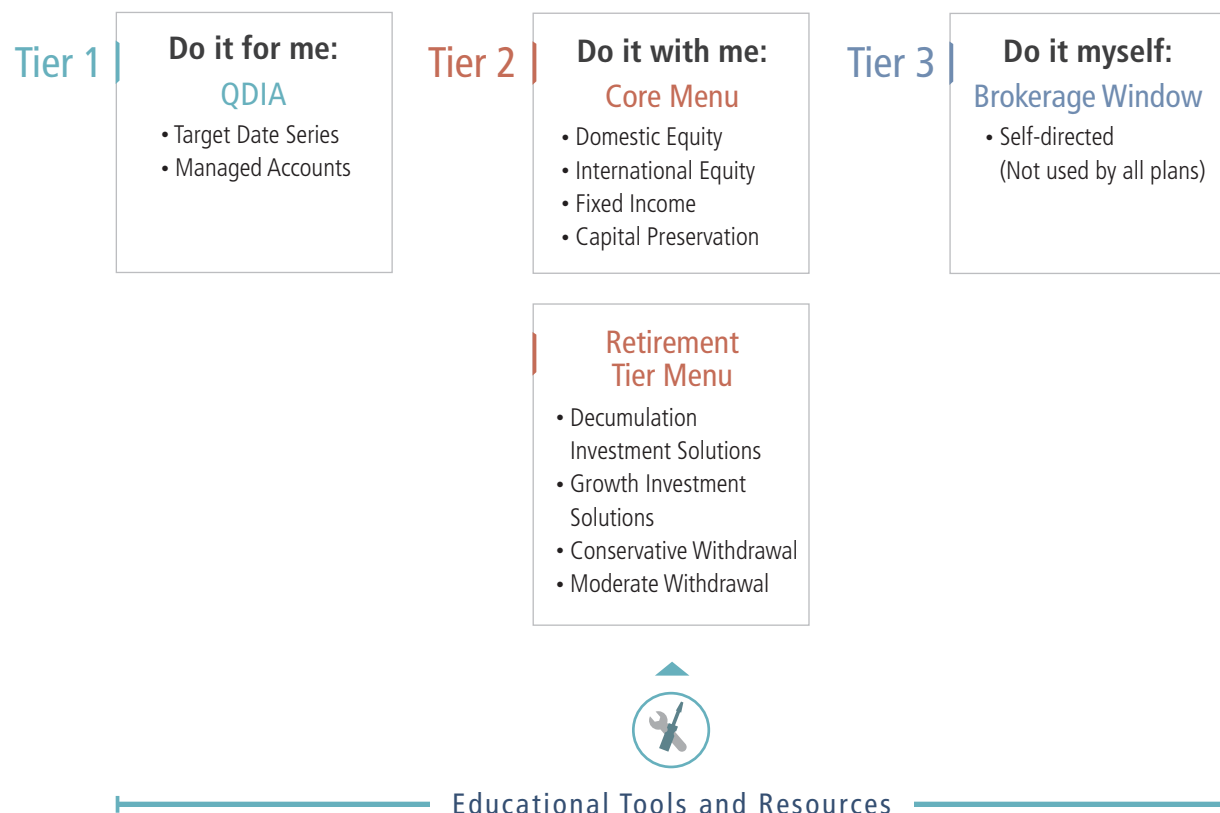 Tier 1
Do it for me:
QDIA
• Target Date Series
• Managed Accounts
Tier 2
Do it with me:
Core Menu
• Domestic Equity
• International Equity
• Fixed Income
• Capital Preservation
Retirement
Tier Menu
• Decumulation
Investment Solutions
• Growth Investment
Solutions
• Conservative Withdrawal
• Moderate Withdrawal
Tier 3
Do it myself:
Brokerage Window
• Self-directed
(Not used by all plans)
Educational Tools and Resources